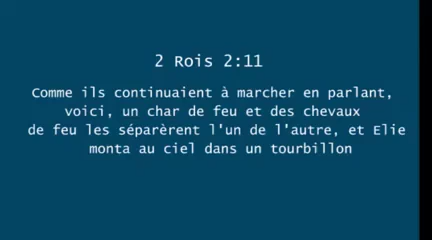 2 Rois 2:11
Comme ils continuaient à marcher en parlant,
voici, un char de feu et des chevaux
de feu les séparèrent l'un de l'autre, et Elie
monta au ciel dans un tourbillon